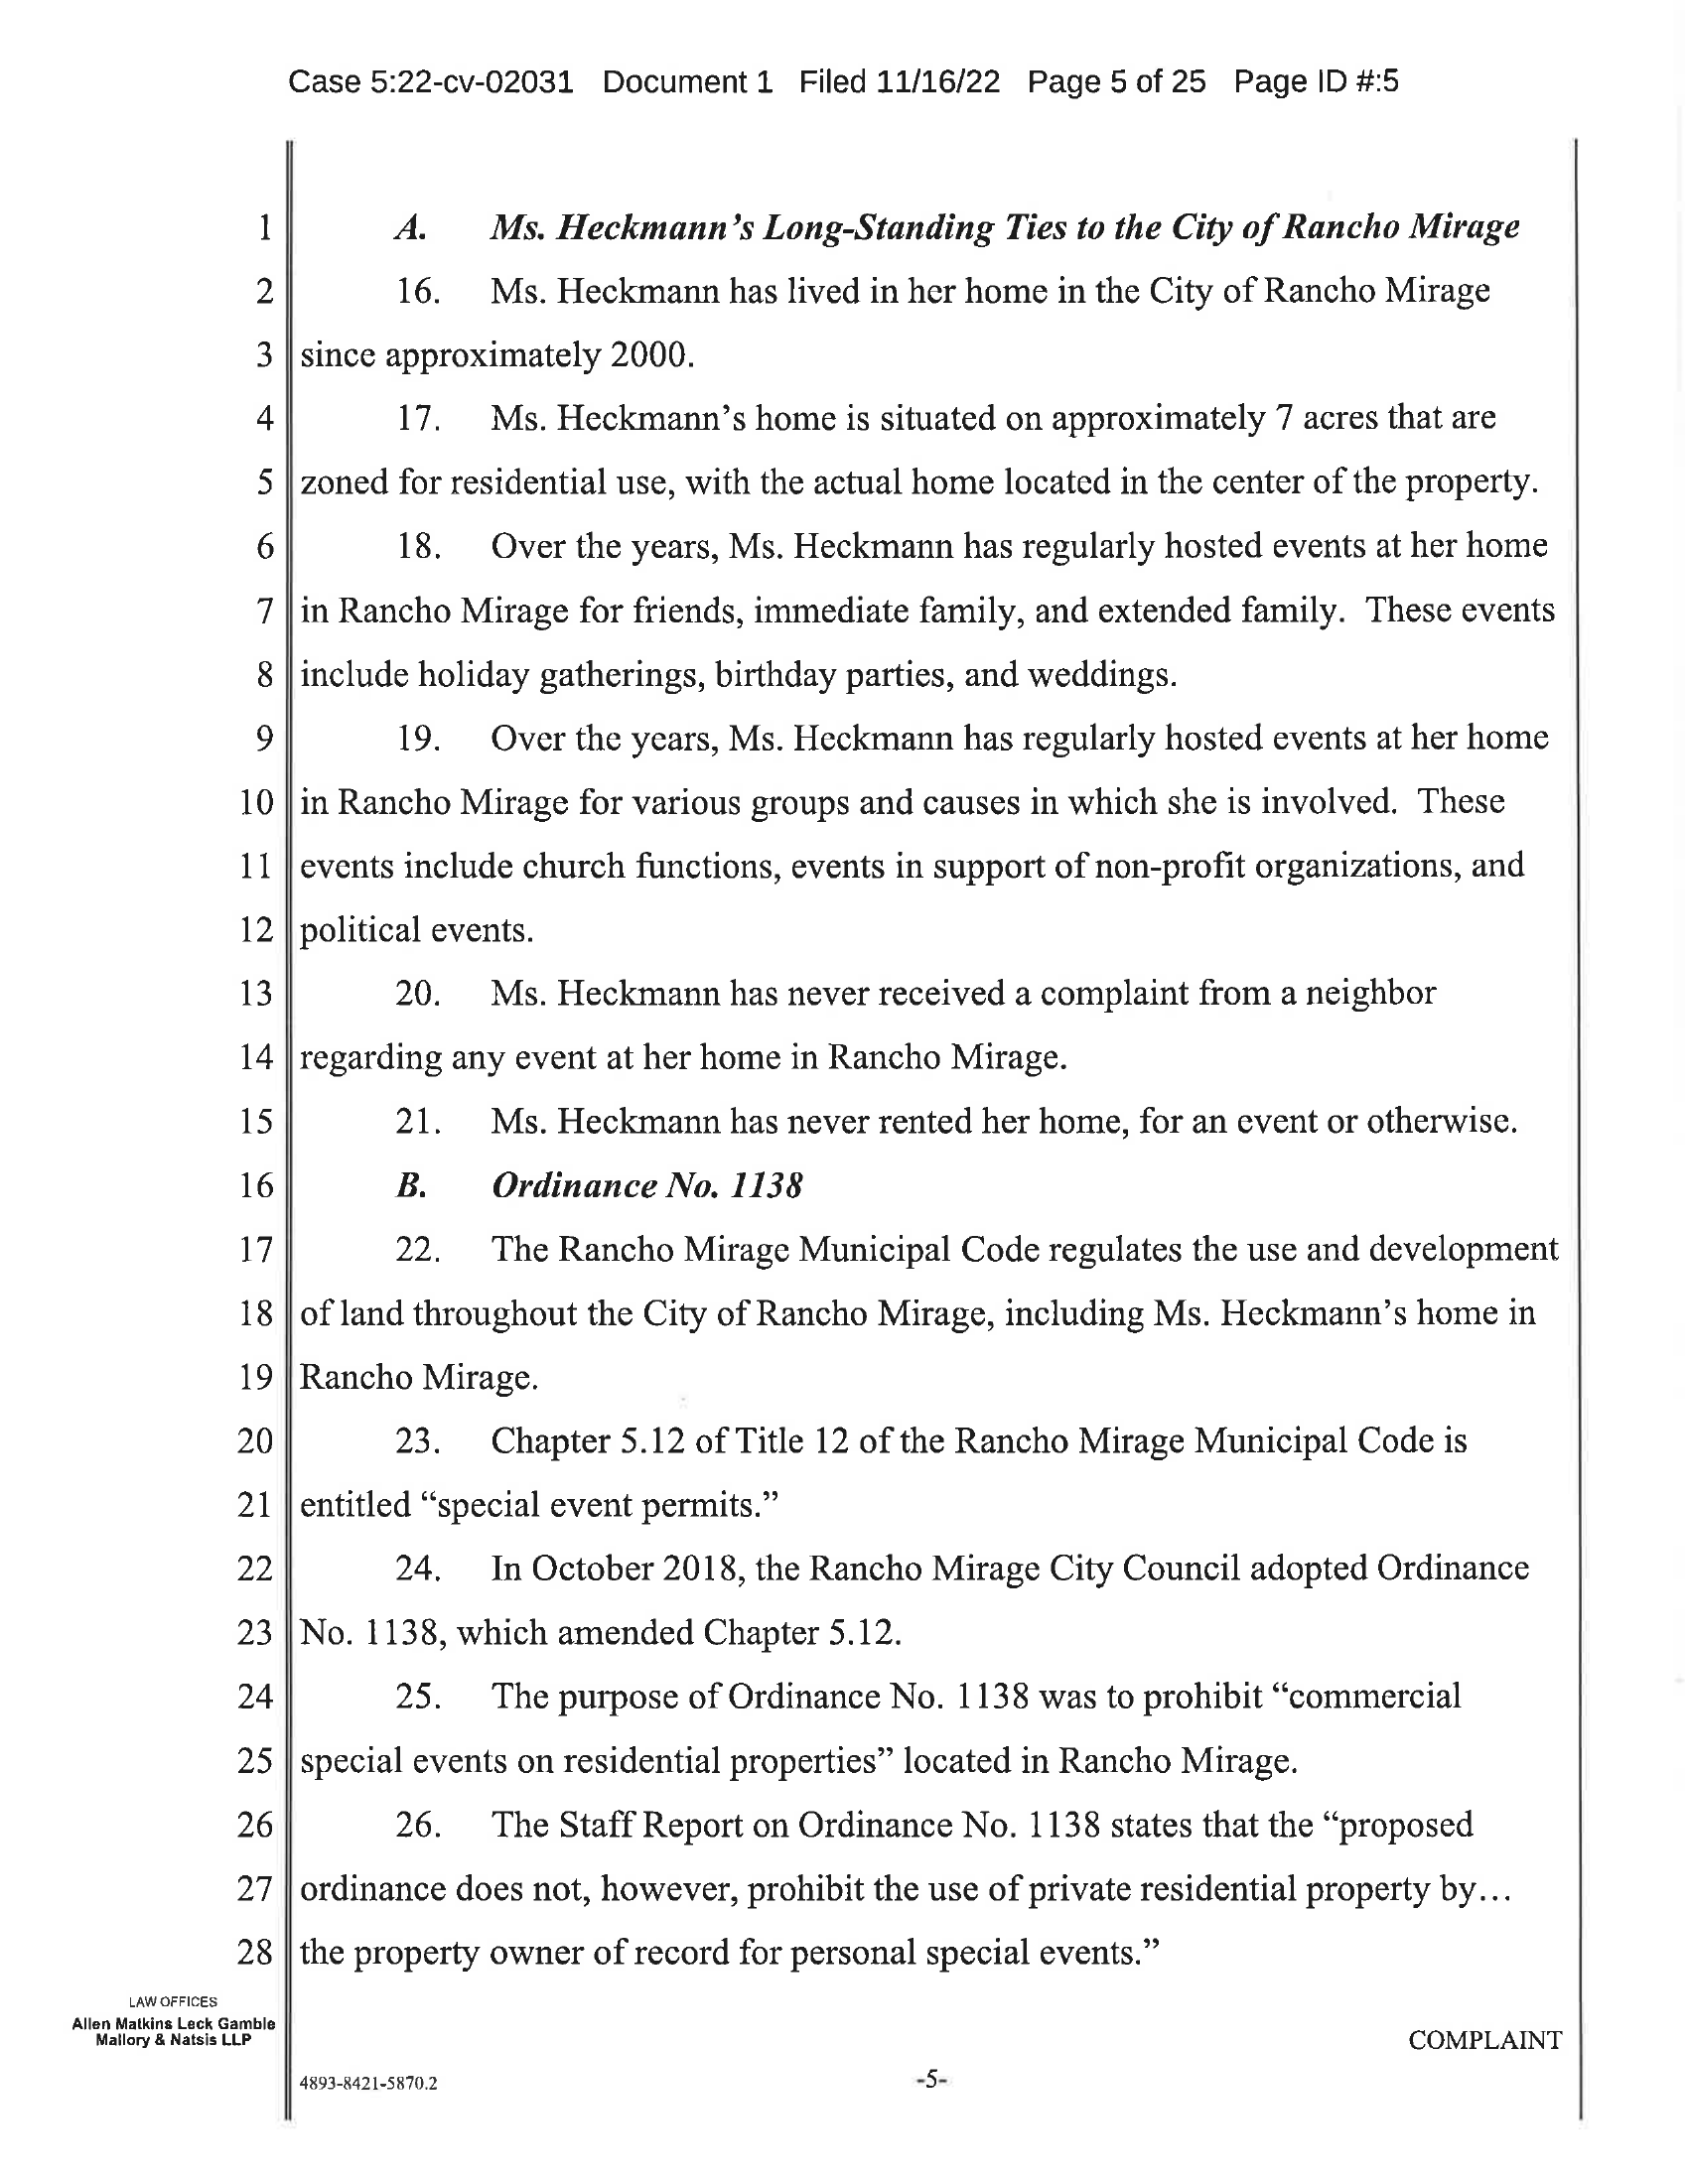 Case 5:22-cv-02031 Document 1 Filed 11/16/22 Page 5 of 25 Page ID #:5
1 A. Ms. Heckmann's Long-Standing Ties to the City of Rancho Mirage
2 16. Ms. Heckmann has lived in her home in the City of Rancho Mirage
3 since approximately 2000.
4 17. Ms. Heckmann's home is situated on approximately 7 acres that are
5 zoned for residential use, with the actual home located in the center of the property.
6 18. Over the years, Ms. Heckmann has regularly hosted events at her home
7 in Rancho Mirage for friends, immediate family, and extended family. These events
8 include holiday gatherings, birthday parties, and weddings.
9 19. Over the years, Ms. Heckmann has regularly hosted events at her home
10 in Rancho Mirage for various groups and causes in which she is involved. These
11 events include church functions, events in support of non-profit organizations, and
12 political events.
13 20. Ms. Heckmann has never received a complaint from a neighbor
14 regarding any event at her home in Rancho Mirage.
15 21. Ms. Heckmann has never rented her home, for an event or otherwise.
16 B. Ordinance No. 1138
17 22. The Rancho Mirage Municipal Code regulates the use and development
18 of land throughout the City of Rancho Mirage, including Ms. Heckmann's home in
19 Rancho Mirage.
20 23. Chapter 5.12 of Title 12 of the Rancho Mirage Municipal Code is
21 entitled “special event permits.”
22 24. In October 2018, the Rancho Mirage City Council adopted Ordinance
23 No. 1138, which amended Chapter 5.12.
24 25. The purpose of Ordinance No. 1138 was to prohibit “commercial
25 special events on residential properties” located in Rancho Mirage.
26 26. The Staff Report on Ordinance No. 1138 states that the “proposed
27 ordinance does not, however, prohibit the use of private residential property by…
28 the property owner of record for personal special events.”
LAW OFFICES
Allen Matkins Leck Gamble
Mallory & Natsis LLP
COMPLAINT
4893-8421-5870.2
-5-